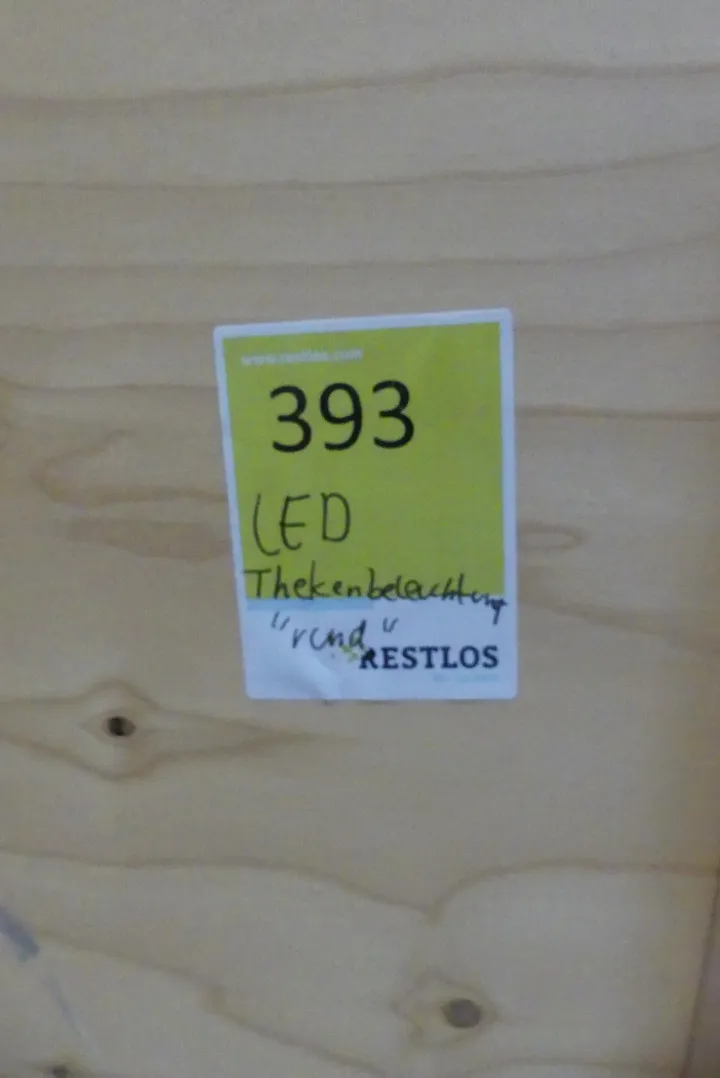 www.restlos.com
393
LED
Thekenbeleuchtung
"rund"
RESTLOS